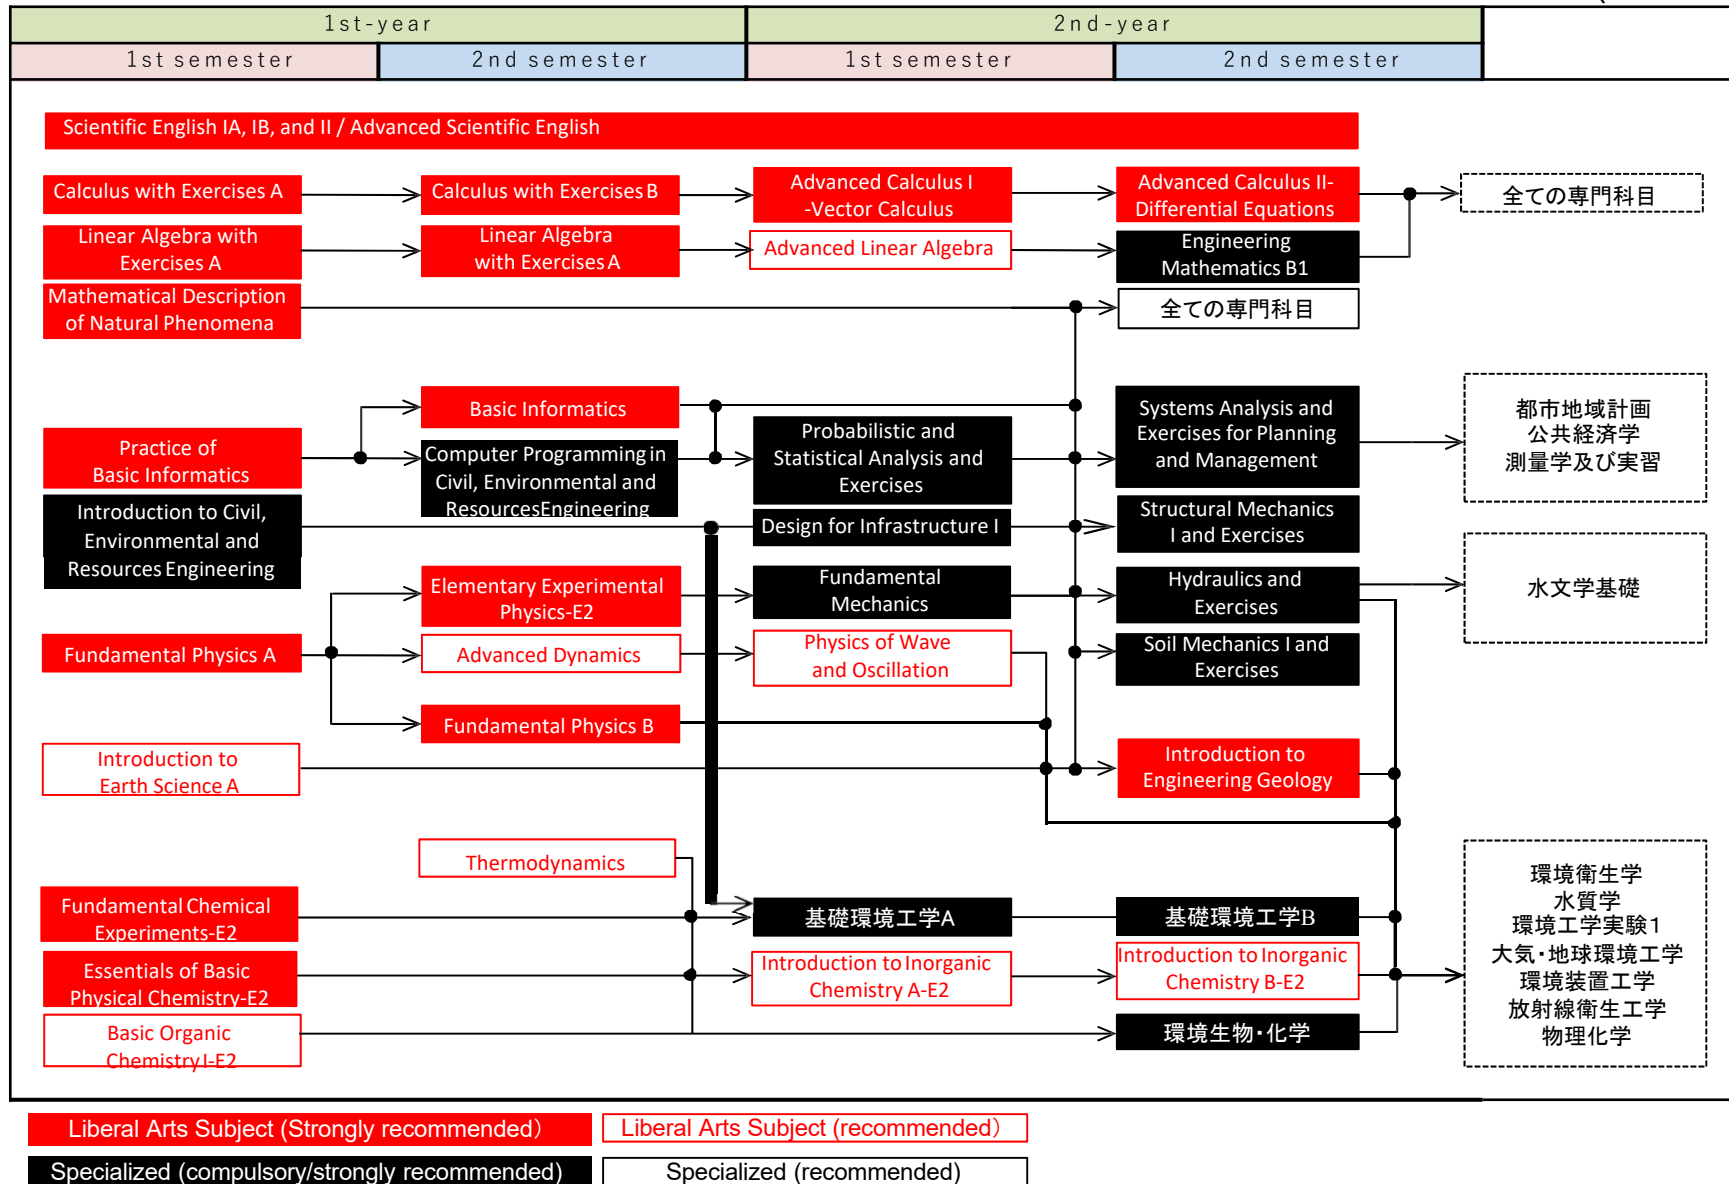 (
1st-year
2nd-year
1st semester
2nd semester
1st semester
2nd semester
Scientific English IA, IB, and II / Advanced Scientific English
Calculus with Exercises A
Calculus with Exercises B
Advanced Calculus I
-Vector Calculus
Advanced Calculus II-
Differential Equations
全ての専門科目
Linear Algebra with
Exercises A
Linear Algebra
with Exercises A
Advanced Linear Algebra
Engineering
Mathematics B1
Mathematical Description
of Natural Phenomena
全ての専門科目
Practice of
Basic Informatics
Basic Informatics
Computer Programming in
Civil, Environmental and
ResourcesEngineering
Probabilistic and
Statistical Analysis and
Exercises
Systems Analysis and
Exercises for Planning
and Management
都市地域計画
公共経済学
測量学及び実習
Introduction to Civil,
Environmental and
Resources Engineering
Design for Infrastructure I
Structural Mechanics
I and Exercises
Elementary Experimental
Physics-E2
Fundamental
Mechanics
Hydraulics and
Exercises
水文学基礎
Fundamental Physics A
Advanced Dynamics
Physics of Wave
and Oscillation
Soil Mechanics I and
Exercises
Fundamental Physics B
Introduction to
Earth Science A
Introduction to
Engineering Geology
Thermodynamics
Fundamental Chemical
Experiments-E2
基礎環境工学A
基礎環境工学B
Essentials of Basic
Physical Chemistry-E2
Introduction to Inorganic
Chemistry A-E2
Introduction to Inorganic
Chemistry B-E2
Basic Organic
Chemistry I-E2
環境生物・化学
環境衛生学
水質学
環境工学実験1
大気・地球環境工学
環境装置工学
放射線衛生工学
物理化学
Liberal Arts Subject (Strongly recommended）
Liberal Arts Subject (recommended）
Specialized (compulsory/strongly recommended)
Specialized (recommended)